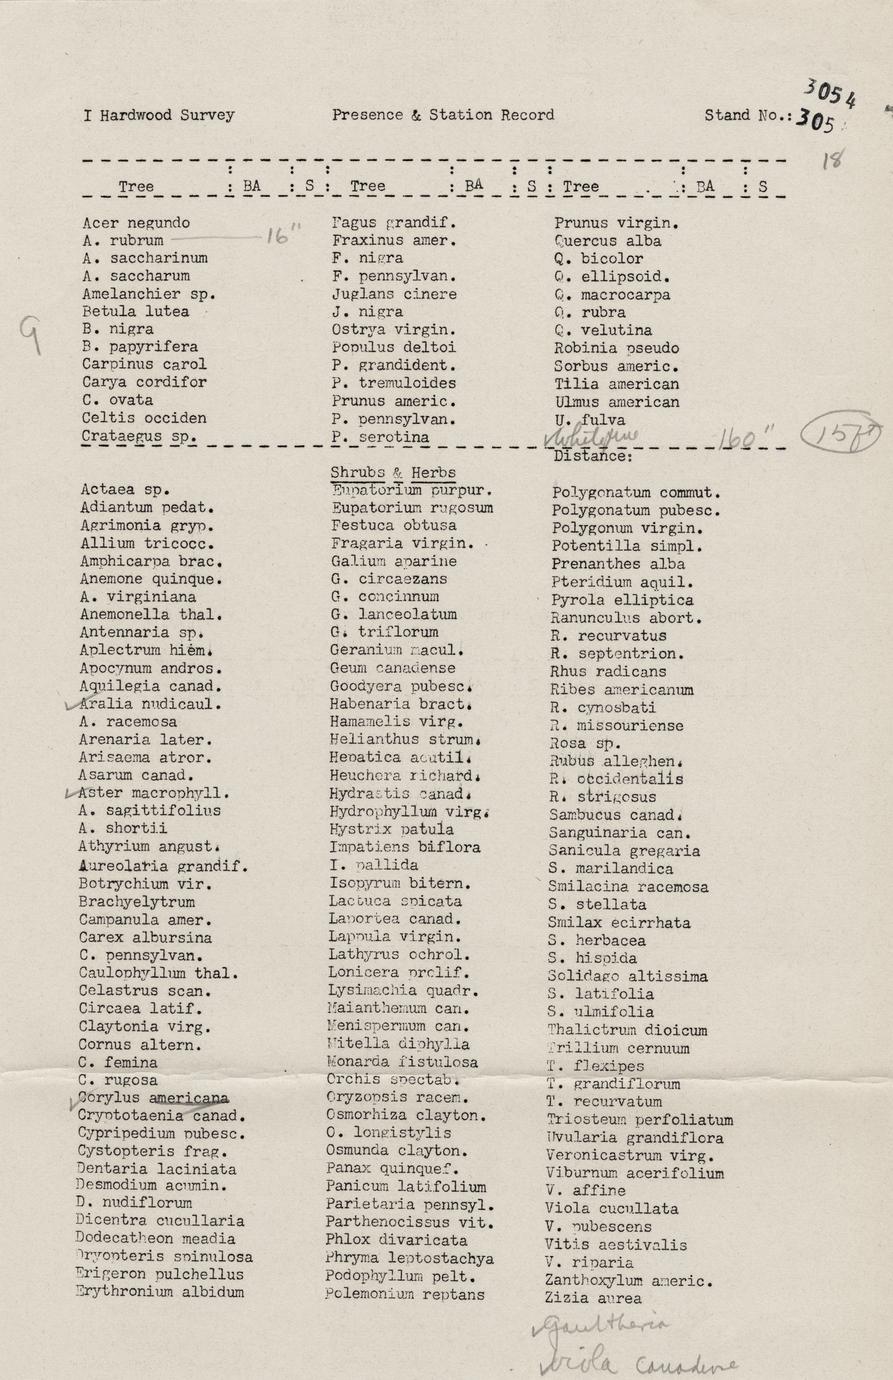 3054
I Hardwood Survey Presence & Station Record Stand No.: 305
18
Tree : BA : S : Tree : BA : S : Tree : BA : S
Acer negundo Fagus grandif. Prunus virgin.
A. rubrum 16" Fraxinus amer. Quercus alba
A. saccharinum F. nigra Q. bicolor
A. saccharum F. pennsylvan. Q. ellipsoid.
Amelanchier sp. Juglans cinere Q. macrocarpa
Betula lutea J. nigra Q. rubra
B. nigra Ostrya virgin. Q. velutina
B. papyrifera Populus deltoi Robinia pseudo
Carpinus carol P. grandident. Sorbus americ.
Carya cordifor P. tremuloides Tilia american
C. ovata Prunus americ. Ulmus american
Celtis occiden P. pennsylvan. U. fulva
Crataegus sp. P. serotina White Pine 160"
Distance:
Shrubs & Herbs
Actaea sp. Eupatorium purpur. Polygonatum commut.
Adiantum pedat. Eupatorium rugosum Polygonatum pubesc.
Agrimonia gryp. Festuca obtusa Polygonum virgin.
Allium tricocc. Fragaria virgin. Potentilla simpl.
Amphicarpa brac. Galium aparine Prenanthes alba
Anemone quinque. G. circaezans Pteridium aquil.
A. virginiana G. concinnum Pyrola elliptica
Anemonella thal. G. lanceolatum Ranunculus abort.
Antennaria sp. G. triflorum R. recurvatus
Aplectrum hiem. Geranium macul. R. septentrion.
Apocynum andros. Geum canadense Rhus radicans
Aquilegia canad. Goodyera pubesc. Ribes americanum
✓Aralia nudicaul. Habenaria bract. R. cynosbati
A. racemosa Hamamelis virg. R. missouriense
Arenaria later. Helianthus strum. Rosa sp.
Arisaema atror. Hepatica acutil. Rubus alleghen.
Asarum canad. Heuchera richard. R. occidentalis
✓Aster macrophyll. Hydrastis canad. R. strigosus
A. sagittifolius Hydrophyllum virg. Sambucus canad.
A. shortii Hystrix patula Sanguinaria can.
Athyrium angust. Impatiens biflora Sanicula gregaria
Aureolaria grandif. I. pallida S. marilandica
Botrychium vir. Isopyrum bitern. Smilacina racemosa
Brachyelytrum Lactuca spicata S. stellata
Campanula amer. Laportea canad. Smilax ecirrhata
Carex albursina Lappula virgin. S. herbacea
C. pennsylvan. Lathyrus ochrol. S. hispida
Caulophyllum thal. Lonicera prolif. Solidago altissima
Celastrus scan. Lysimachia quadr. S. latifolia
Circaea latif. Maianthemum can. S. ulmifolia
Claytonia virg. Menispermum can. Thalictrum dioicum
Cornus altern. Mitella diphylla Trillium cernuum
C. femina Monarda fistulosa T. flexipes
C. rugosa Orchis spectab. T. grandiflorum
✓Corylus americana Oryzopsis racem. T. recurvatum
Cryptotaenia canad. Osmorhiza clayton. Triosteum perfoliatum
Cypripedium pubesc. O. longistylis Uvularia grandiflora
Cystopteris frag. Osmunda clayton. Veronicastrum virg.
Dentaria laciniata Panax quinquef. Viburnum acerifolium
Desmodium acumin. Panicum latifolium V. affine
D. nudiflorum Parietaria pennsyl. Viola cucullata
Dicentra cucullaria Parthenocissus vit. V. pubescens
Dodecatheon meadia Phlox divaricata Vitis aestivalis
Dryopteris spinulosa Phryma leptostachya V. riparia
Erigeron pulchellus Podophyllum pelt. Zanthoxylum americ.
Erythronium albidum Polemonium reptans Zizia aurea
✓Gaultheria
✓Viola